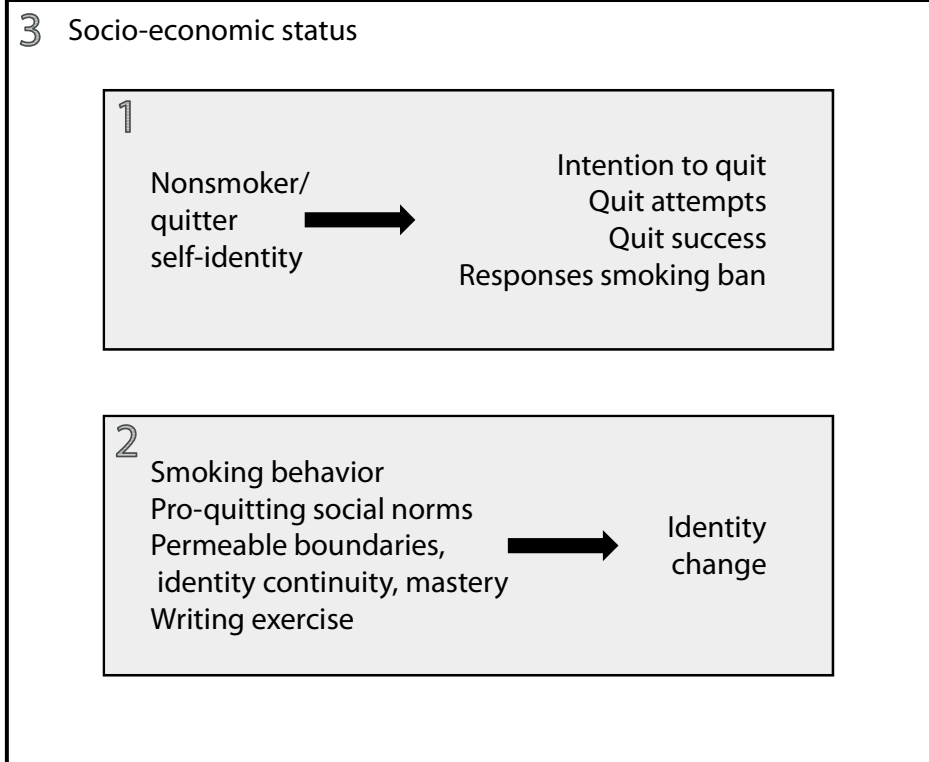 3 Socio-economic status
1
Nonsmoker/
quitter
self-identity
Intention to quit
Quit attempts
Quit success
Responses smoking ban
2
Smoking behavior
Pro-quitting social norms
Permeable boundaries,
identity continuity, mastery
Writing exercise
Identity
change